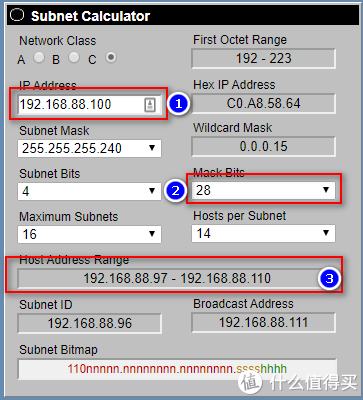 Subnet Calculator
Network Class
First Octet Range
A B C
192 - 223
IP Address
Hex IP Address
192.168.88.100
1
C0.A8.58.64
Subnet Mask
Wildcard Mask
255.255.255.240
0.0.0.15
Subnet Bits
Mask Bits
4
2
28
Maximum Subnets
Hosts per Subnet
16
14
Host Address Range
192.168.88.97 - 192.168.88.110
3
Subnet ID
Broadcast Address
192.168.88.96
192.168.88.111
Subnet Bitmap
110nnnnn.nnnnnnnn.nnnnnnnn.sssshhhh
值 什么值得买